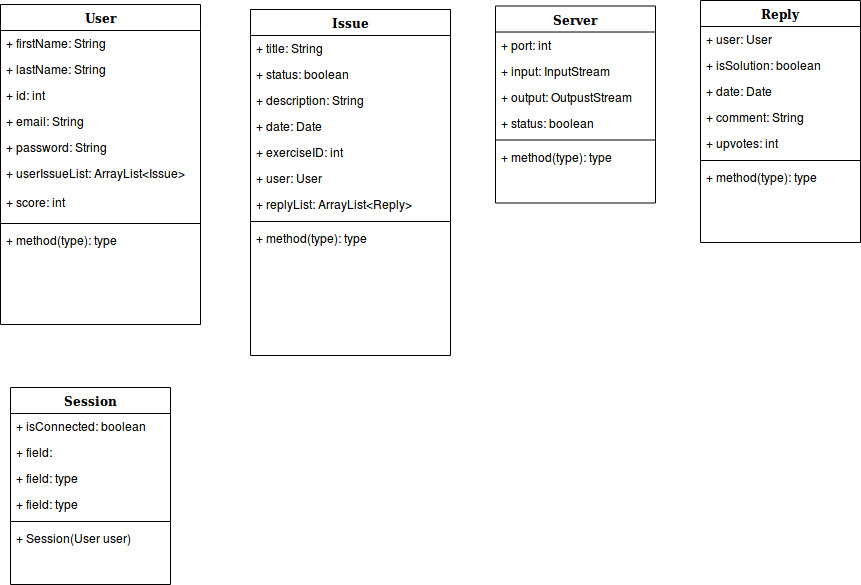 User
+ firstName: String
+ lastName: String
+ id: int
+ email: String
+ password: String
+ userIssueList: ArrayList<Issue>
+ score: int
+ method(type): type
Issue
+ title: String
+ status: boolean
+ description: String
+ date: Date
+ exerciseID: int
+ user: User
+ replyList: ArrayList<Reply>
+ method(type): type
Server
+ port: int
+ input: InputStream
+ output: OutpustStream
+ status: boolean
+ method(type): type
Reply
+ user: User
+ isSolution: boolean
+ date: Date
+ comment: String
+ upvotes: int
+ method(type): type
Session
+ isConnected: boolean
+ field:
+ field: type
+ field: type
+ Session(User user)